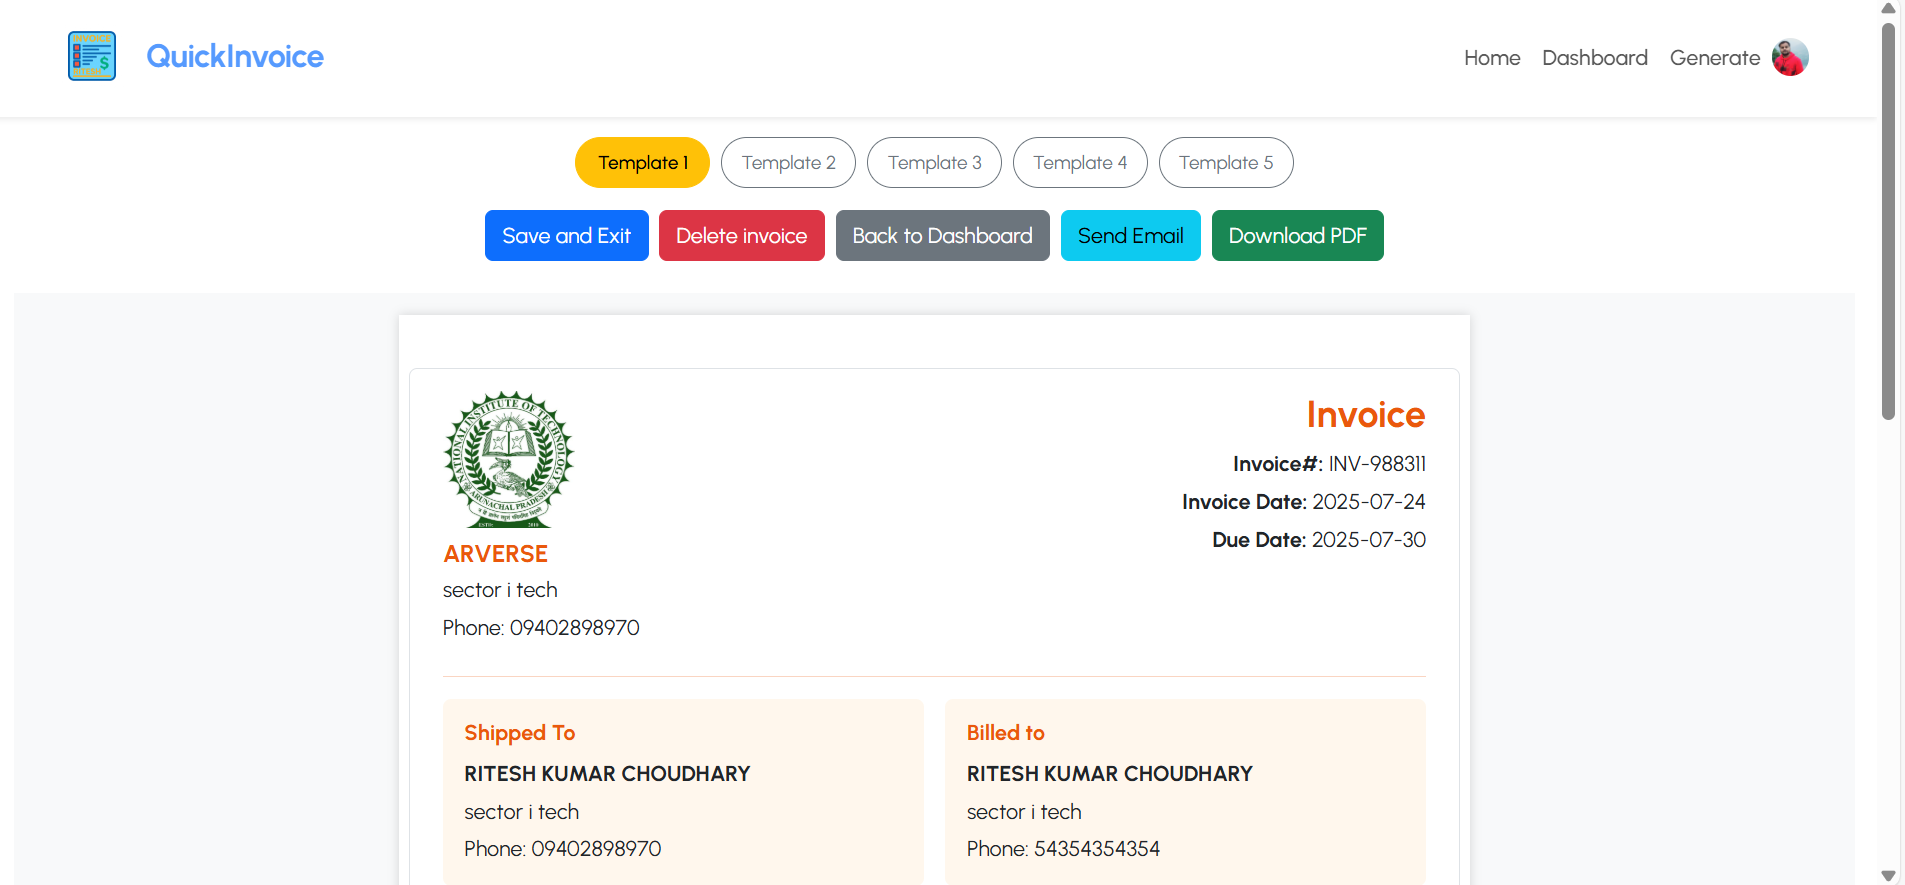 INVOICE
QuickInvoice
Home Dashboard Generate
Template 1 Template 2 Template 3 Template 4 Template 5
Save and Exit Delete invoice Back to Dashboard Send Email Download PDF
NATIONAL INSTITUTE OF TECHNOLOGY
ARUNACHAL PRADESH
ESTD: 2010
Invoice
Invoice#: INV-988311
Invoice Date: 2025-07-24
Due Date: 2025-07-30
ARVERSE
sector i tech
Phone: 09402898970
Shipped To
RITESH KUMAR CHOUDHARY
sector i tech
Phone: 09402898970
Billed to
RITESH KUMAR CHOUDHARY
sector i tech
Phone: 54354354354